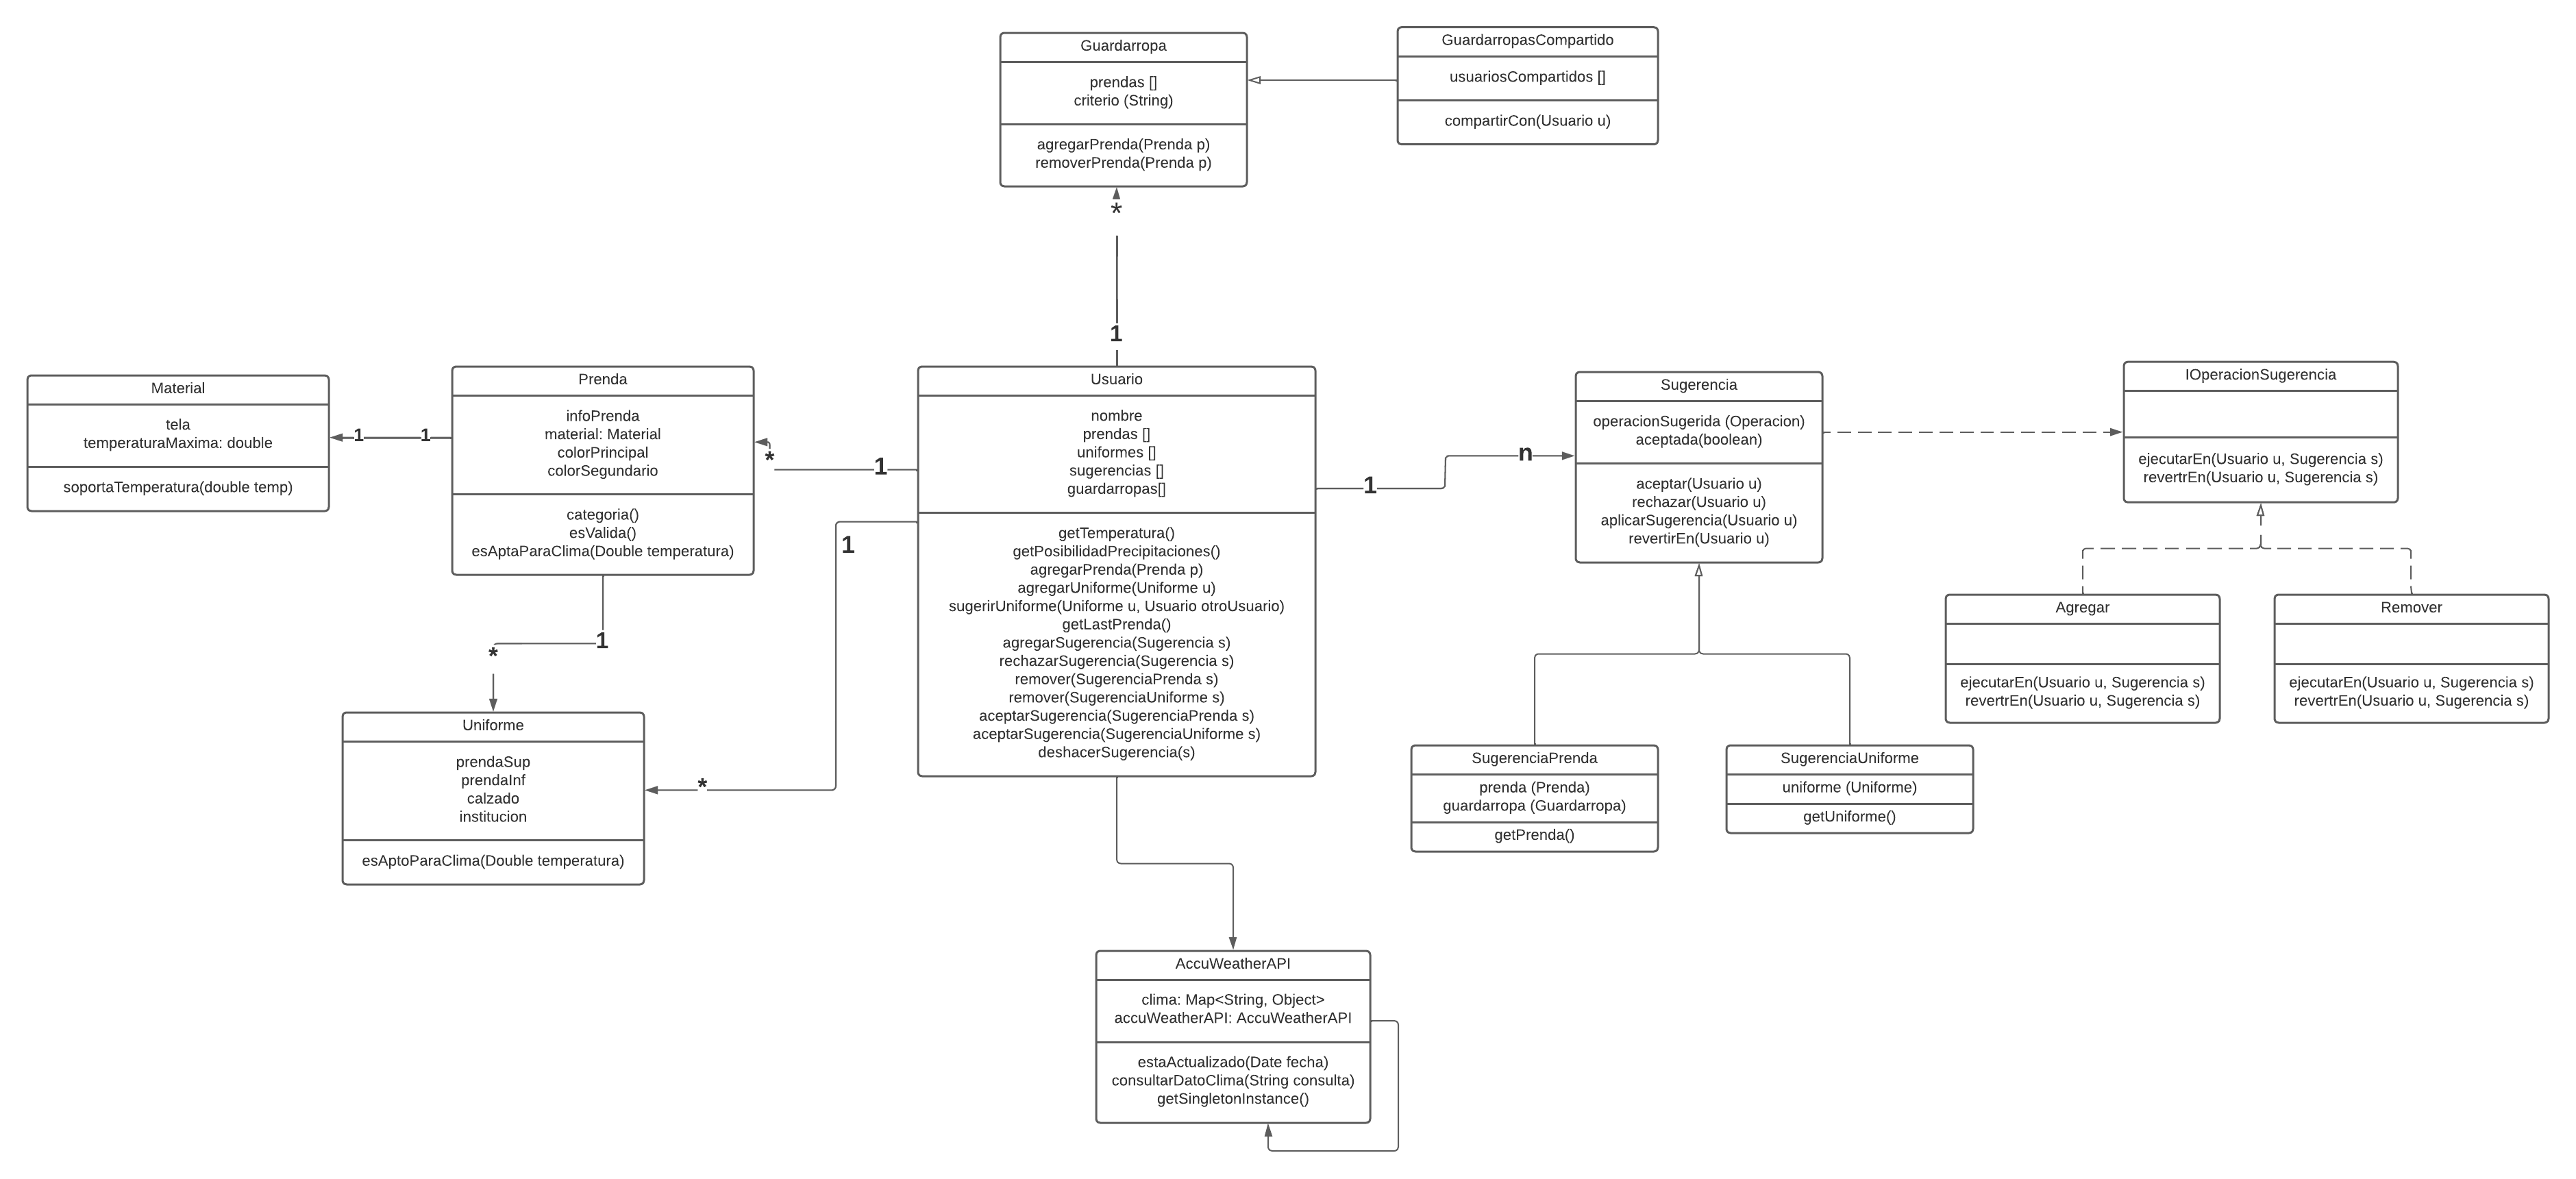 Guardarropa
prendas []
criterio (String)
agregarPrenda(Prenda p)
removerPrenda(Prenda p)
GuardarropasCompartido
usuariosCompartidos []
compartirCon(Usuario u)
*
1
Material
tela
temperaturaMaxima: double
soportaTemperatura(double temp)
1
1
Prenda
infoPrenda
material: Material
colorPrincipal
colorSegundario
categoria()
esValida()
esAptaParaClima(Double temperatura)
*
1
1
Usuario
nombre
prendas []
uniformes []
sugerencias []
guardarropas[]
getTemperatura()
getPosibilidadPrecipitaciones()
agregarPrenda(Prenda p)
agregarUniforme(Uniforme u)
sugerirUniforme(Uniforme u, Usuario otroUsuario)
getLastPrenda()
agregarSugerencia(Sugerencia s)
rechazarSugerencia(Sugerencia s)
remover(SugerenciaPrenda s)
remover(SugerenciaUniforme s)
aceptarSugerencia(SugerenciaPrenda s)
aceptarSugerencia(SugerenciaUniforme s)
deshacerSugerencia(s)
1
n
Sugerencia
operacionSugerida (Operacion)
aceptada(boolean)
aceptar(Usuario u)
rechazar(Usuario u)
aplicarSugerencia(Usuario u)
revertirEn(Usuario u)
IOperacionSugerencia
ejecutarEn(Usuario u, Sugerencia s)
revertrEn(Usuario u, Sugerencia s)
Agregar
ejecutarEn(Usuario u, Sugerencia s)
revertrEn(Usuario u, Sugerencia s)
Remover
ejecutarEn(Usuario u, Sugerencia s)
revertrEn(Usuario u, Sugerencia s)
1
*
Uniforme
prendaSup
prendaInf
calzado
institucion
esAptoParaClima(Double temperatura)
*
SugerenciaPrenda
prenda (Prenda)
guardarropa (Guardarropa)
getPrenda()
SugerenciaUniforme
uniforme (Uniforme)
getUniforme()
AccuWeatherAPI
clima: Map<String, Object>
accuWeatherAPI: AccuWeatherAPI
estaActualizado(Date fecha)
consultarDatoClima(String consulta)
getSingletonInstance()